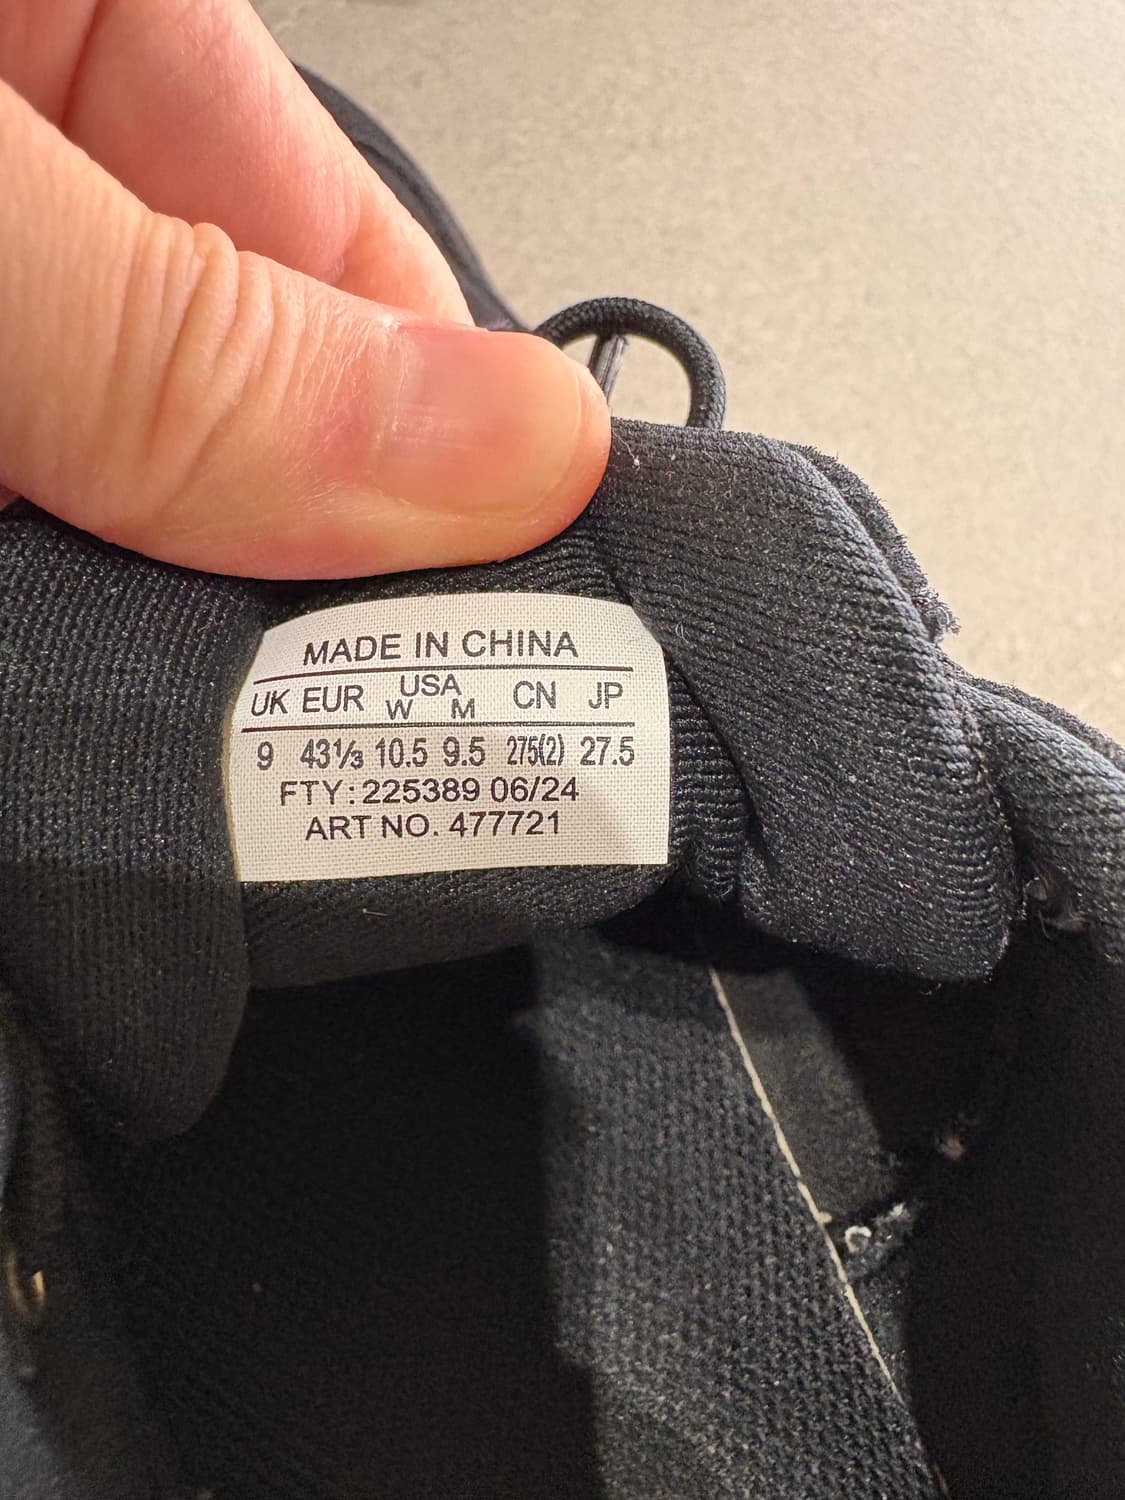 MADE IN CHINA
UK EUR USA W M CN JP
9 43⅓ 10.5 9.5 275(2) 27.5
FTY: 225389 06/24
ART NO. 477721